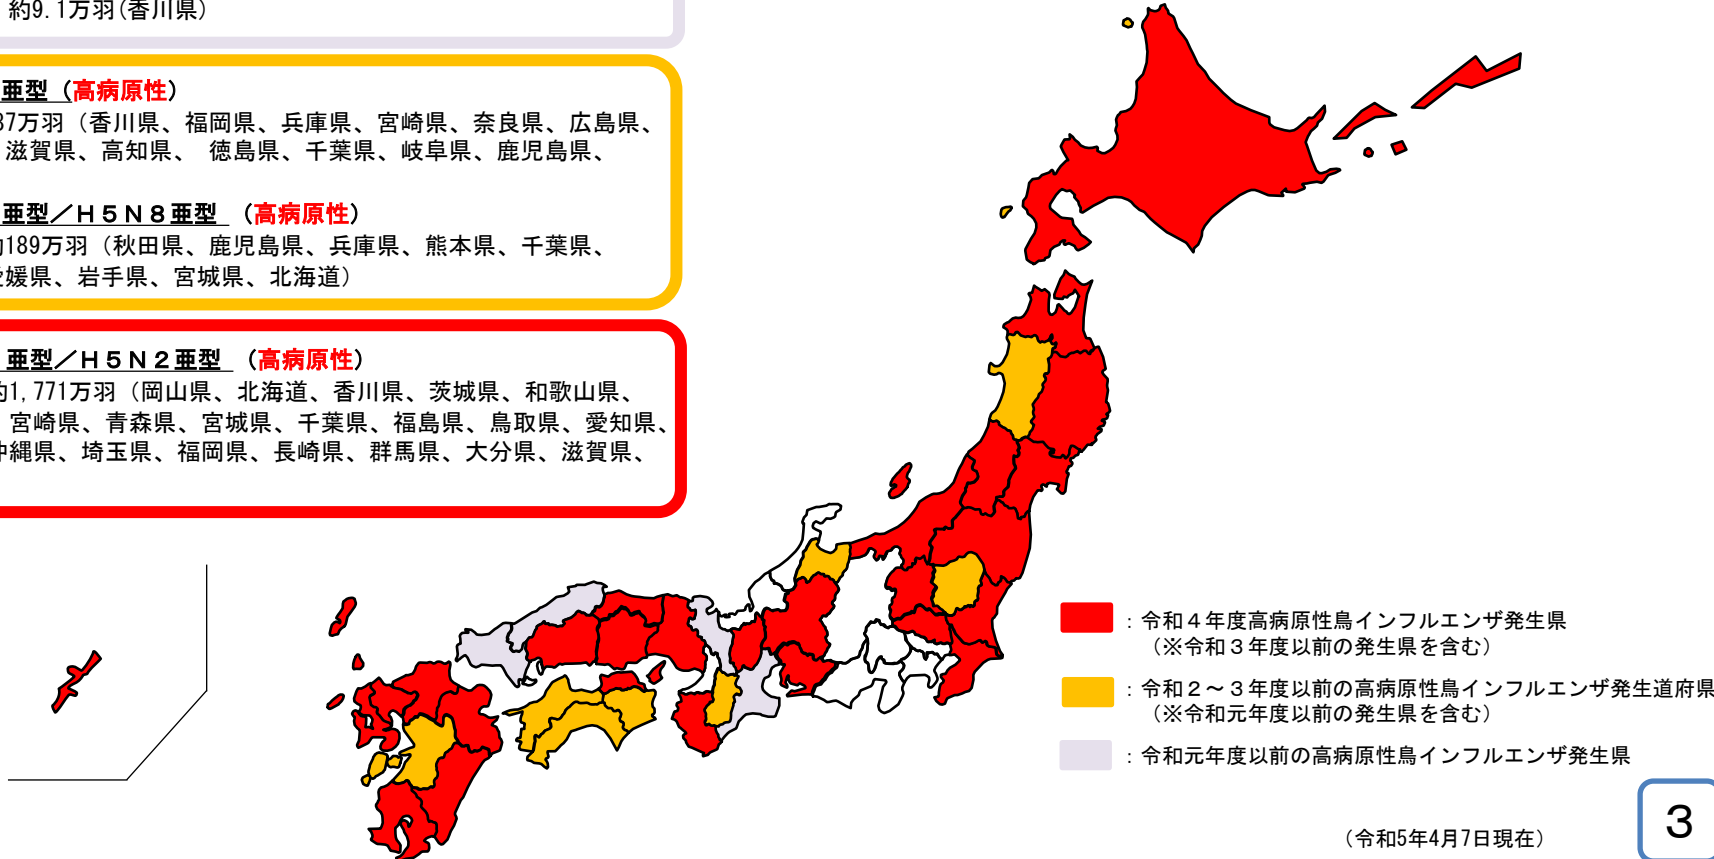 約9.1万羽(香川県)
亜型（高病原性）
37万羽（香川県、福岡県、兵庫県、宮崎県、奈良県、広島県、
滋賀県、高知県、 徳島県、千葉県、岐阜県、鹿児島県、
亜型／Ｈ５Ｎ８亜型 （高病原性）
189万羽（秋田県、鹿児島県、兵庫県、熊本県、千葉県、
愛媛県、岩手県、宮城県、北海道）
亜型／Ｈ５Ｎ２亜型 （高病原性）
約1,771万羽（岡山県、北海道、香川県、茨城県、和歌山県、
宮崎県、青森県、宮城県、千葉県、福島県、鳥取県、愛知県、
沖縄県、埼玉県、福岡県、長崎県、群馬県、大分県、滋賀県、
：令和４年度高病原性鳥インフルエンザ発生県
（※令和３年度以前の発生県を含む）
：令和２～３年度以前の高病原性鳥インフルエンザ発生道府県
（※令和元年度以前の発生県を含む）
：令和元年度以前の高病原性鳥インフルエンザ発生県
（令和5年4月7日現在）
3